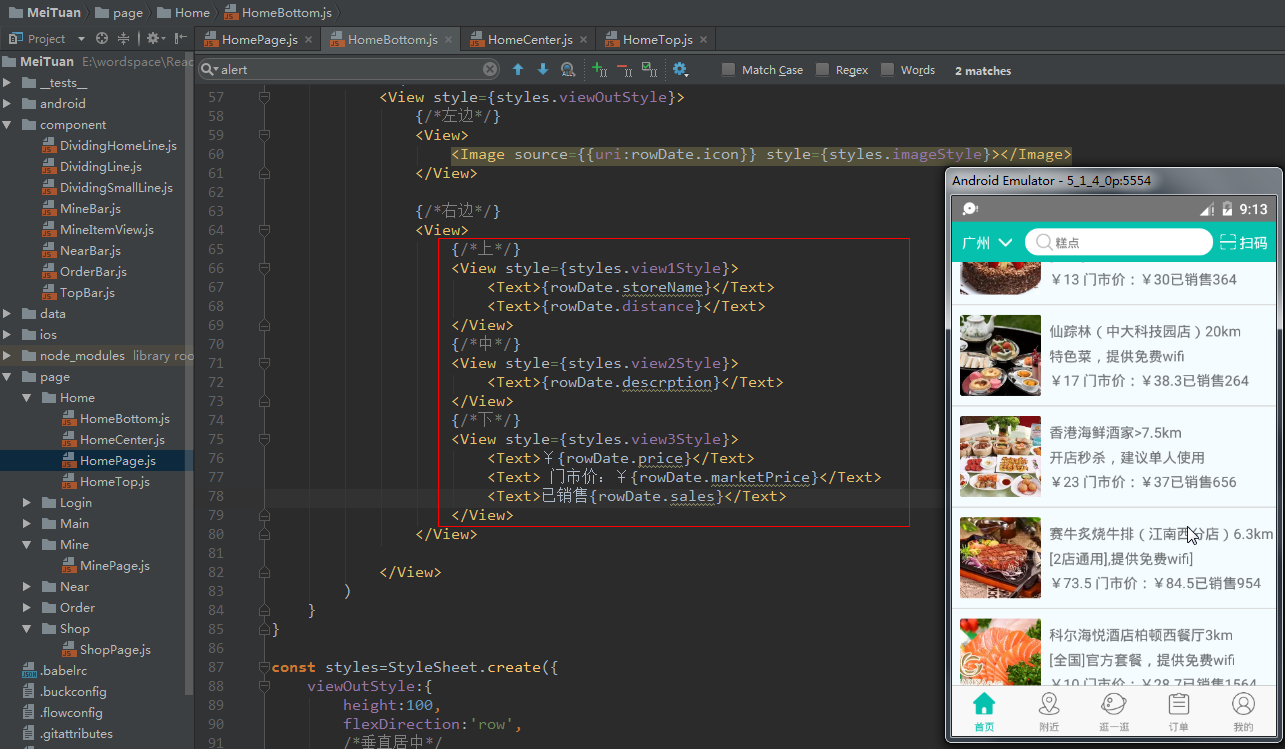 MeiTuan page Home HomeBottom.js
Project
HomePage.js HomeBottom.js HomeCenter.js HomeTop.js
MeiTuan E:\wordspace\Reac
alert Match Case Regex Words 2 matches
__tests__
android
component
DividingHomeLine.js
DividingLine.js
DividingSmallLine.js
MineBar.js
MineItemView.js
NearBar.js
OrderBar.js
TopBar.js
data
ios
node_modules library roo
page
Home
HomeBottom.js
HomeCenter.js
HomePage.js
HomeTop.js
Login
Main
Mine
MinePage.js
Near
Order
Shop
ShopPage.js
.babelrc
.buckconfig
.flowconfig
.gitattributes
57 <View style={styles.viewOutStyle}>
58 {/*左边*/}
59 <View>
60 <Image source={{uri:rowDate.icon}} style={styles.imageStyle}></Image>
61 </View>
62
63 {/*右边*/}
64 <View>
65 {/*上*/}
66 <View style={styles.view1Style}>
67 <Text>{rowDate.storeName}</Text>
68 <Text>{rowDate.distance}</Text>
69 </View>
70 {/*中*/}
71 <View style={styles.view2Style}>
72 <Text>{rowDate.descrption}</Text>
73 </View>
74 {/*下*/}
75 <View style={styles.view3Style}>
76 <Text>￥{rowDate.price}</Text>
77 <Text> 门市价：￥{rowDate.marketPrice}</Text>
78 <Text>已销售{rowDate.sales}</Text>
79 </View>
80 </View>
81
82 </View>
83 )
84 }
85 }
86
87 const styles=StyleSheet.create({
88 viewOutStyle:{
89 height:100,
90 flexDirection:'row',
91 /*垂直居中*/
Android Emulator - 5_1_4_0p:5554
9:13
广州 糕点 扫码
￥13 门市价：￥30已销售364
仙踪林（中大科技园店）20km
特色菜，提供免费wifi
￥17 门市价：￥38.3已销售264
香港海鲜酒家>7.5km
开店秒杀，建议单人使用
￥23 门市价：￥37已销售656
赛牛炙烧牛排（江南西分店）6.3km
[2店通用],提供免费wifi]
￥73.5 门市价：￥84.5已销售954
科尔海悦酒店柏顿西餐厅3km
[全国]官方套餐，提供免费wifi
￥10 门市价：￥28.7已销售1564
首页 附近 逛一逛 订单 我的